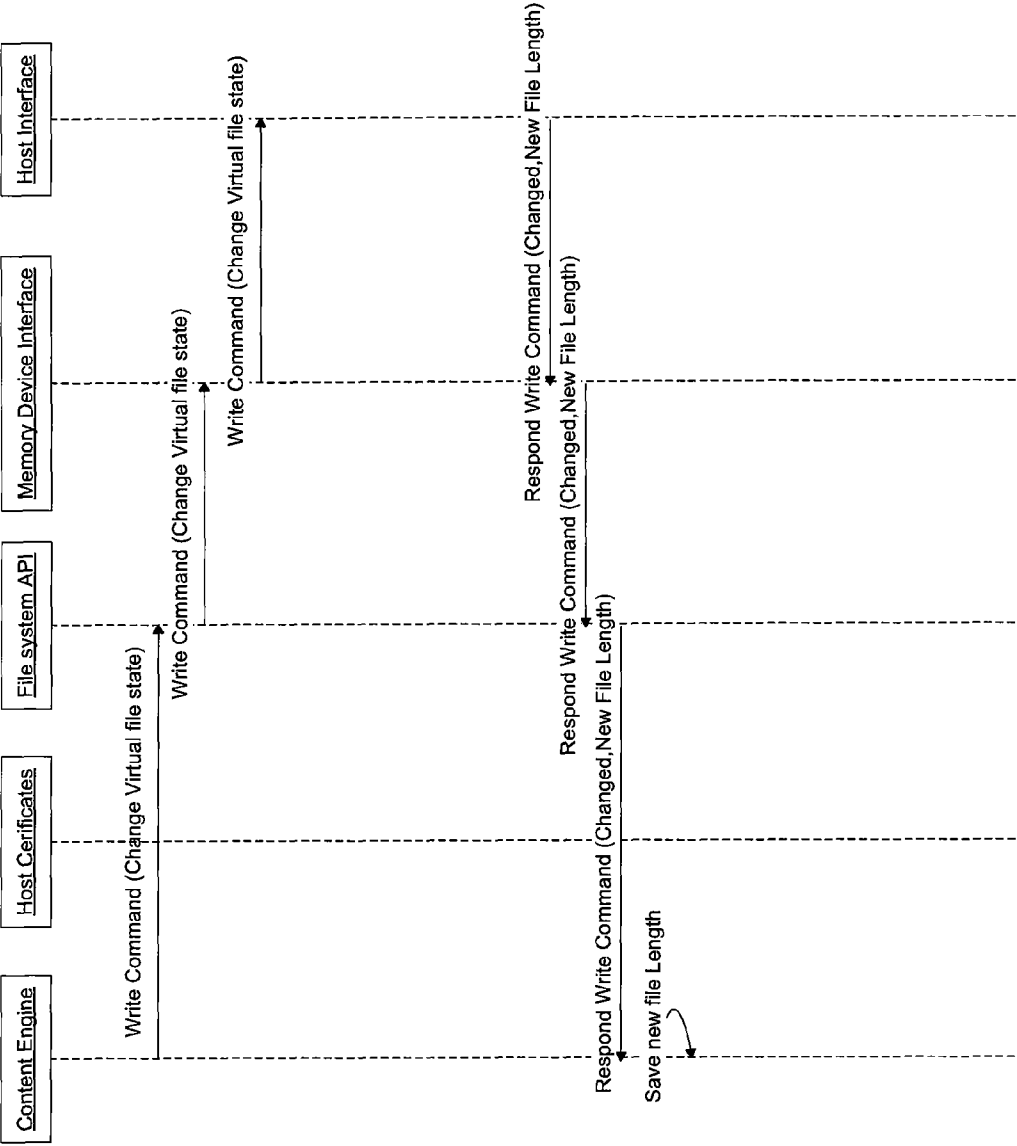 Content Engine
Host Cerificates
File system API
Memory Device Interface
Host Interface
Write Command (Change Virtual file state)
Write Command (Change Virtual file state)
Write Command (Change Virtual file state)
Respond Write Command (Changed,New File Length)
Respond Write Command (Changed,New File Length)
Respond Write Command (Changed,New File Length)
Save new file Length